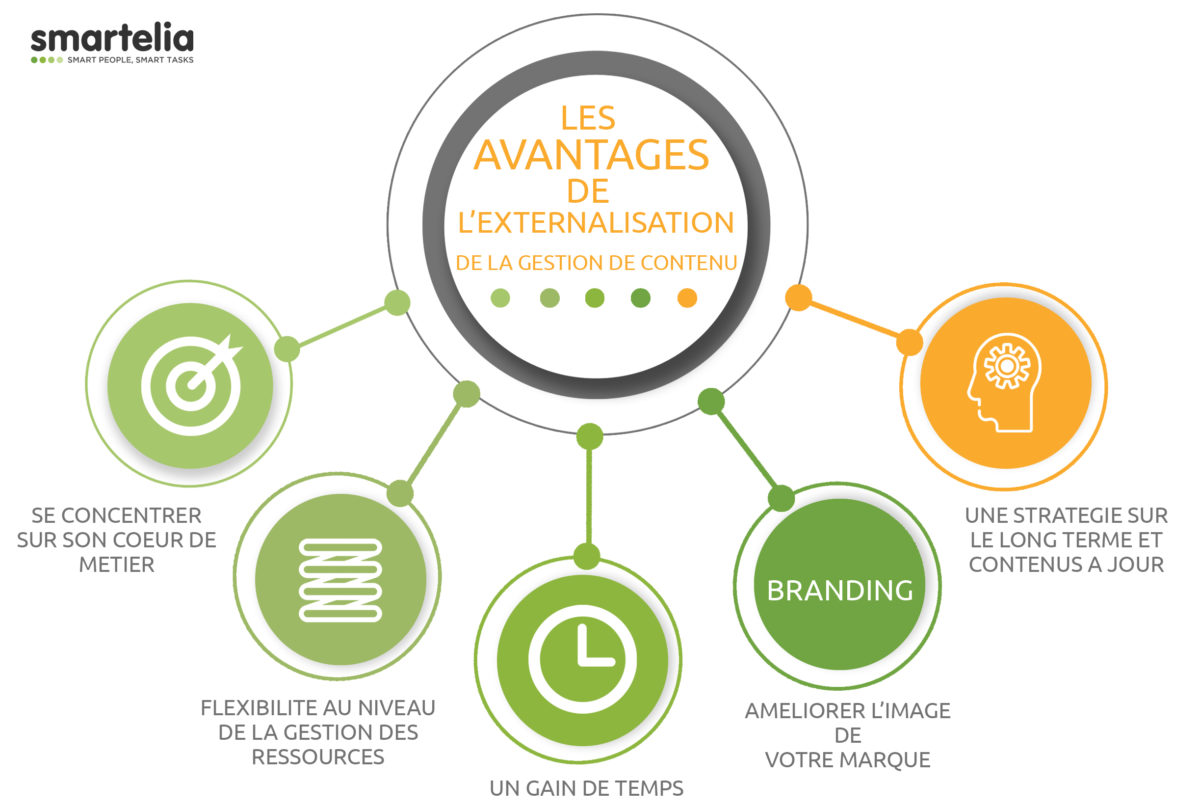 smartelia
SMART PEOPLE, SMART TASKS
LES
AVANTAGES
DE
L'EXTERNALISATION
DE LA GESTION DE CONTENU
SE CONCENTRER
SUR SON COEUR DE
METIER
FLEXIBILITE AU NIVEAU
DE LA GESTION DES
RESSOURCES
UN GAIN DE TEMPS
BRANDING
AMELIORER L'IMAGE
DE
VOTRE MARQUE
UNE STRATEGIE SUR
LE LONG TERME ET
CONTENUS A JOUR